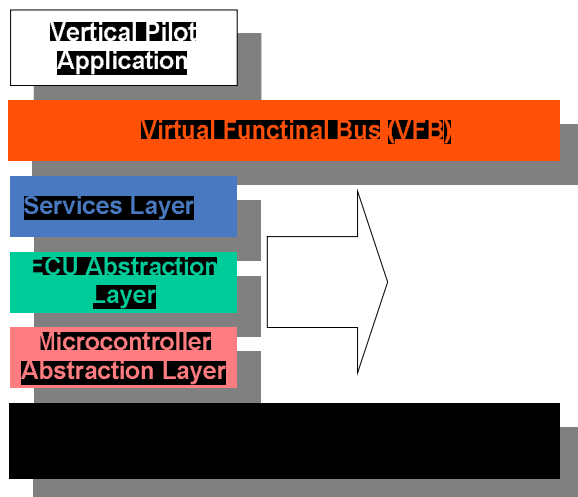 Vertical Pilot
Application
Virtual Functinal Bus (VFB)
Services Layer
ECU Abstraction
Layer
Microcontroller
Abstraction Layer